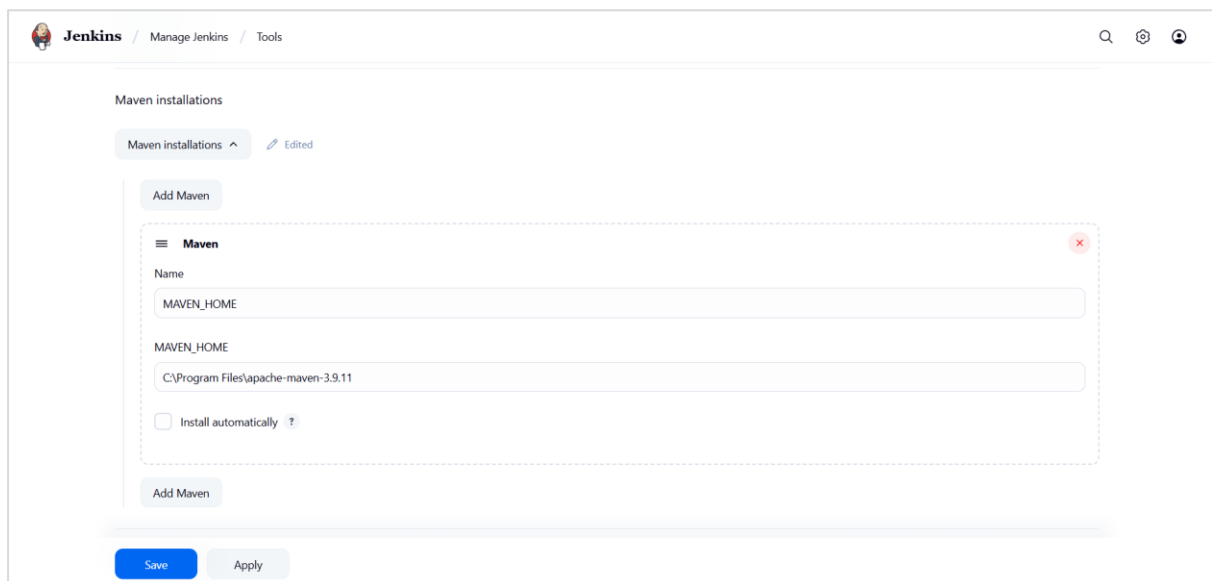 Jenkins / Manage Jenkins / Tools
Maven installations
Maven installations Edited
Add Maven
Maven
Name
MAVEN_HOME
MAVEN_HOME
C:\Program Files\apache-maven-3.9.11
Install automatically ?
Add Maven
Save Apply